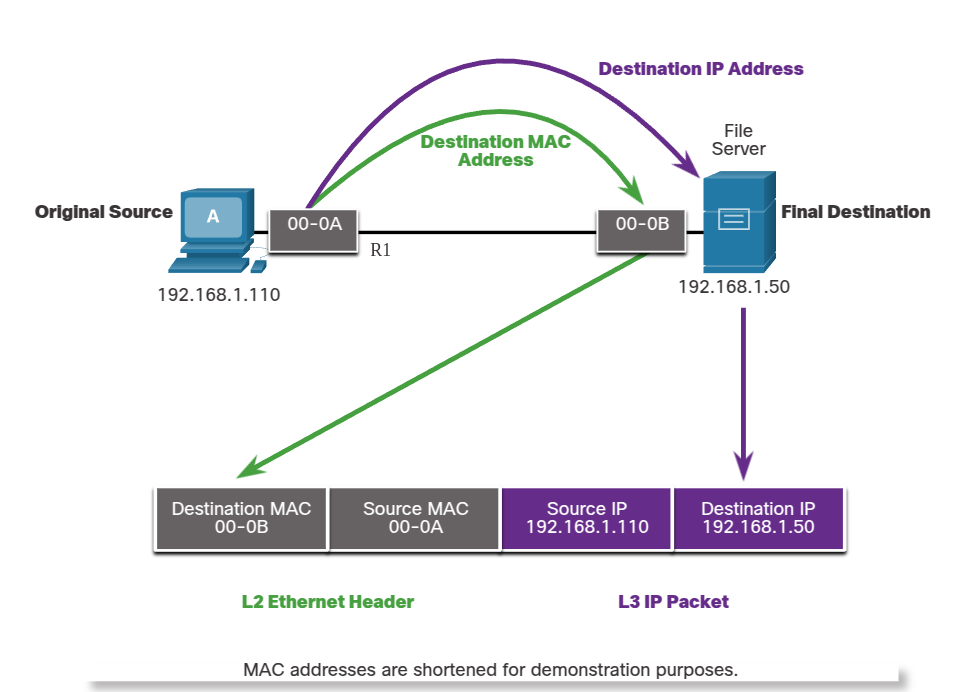 Destination IP Address
Destination MAC
Address
File
Server
Original Source
A
00-0A
00-0B
Final Destination
R1
192.168.1.110
192.168.1.50
Destination MAC
00-0B
Source MAC
00-0A
Source IP
192.168.1.110
Destination IP
192.168.1.50
L2 Ethernet Header
L3 IP Packet
MAC addresses are shortened for demonstration purposes.